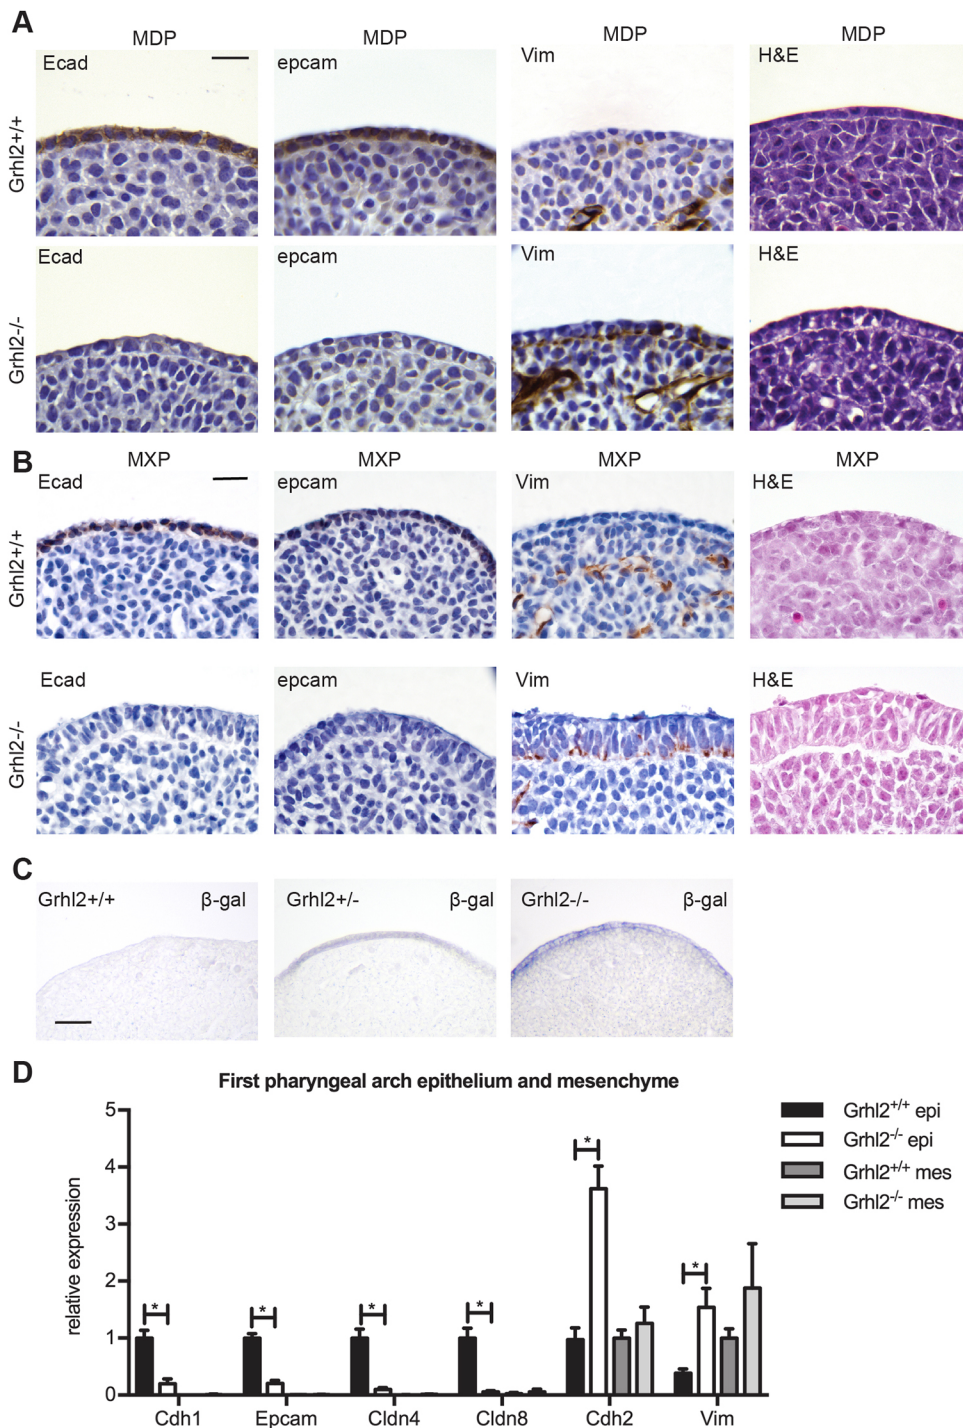 A
MDP MDP MDP MDP
Ecad epcam Vim H&E
Grhl2+/+
Ecad epcam Vim H&E
Grhl2-/-
B
MXP MXP MXP MXP
Ecad epcam Vim H&E
Grhl2+/+
Ecad epcam Vim H&E
Grhl2-/-
C
Grhl2+/+ β-gal Grhl2+/- β-gal Grhl2-/- β-gal
D
First pharyngeal arch epithelium and mesenchyme
relative expression
5
4
3
2
1
0
* * * * * *
Cdh1 Epcam Cldn4 Cldn8 Cdh2 Vim
Grhl2+/+ epi
Grhl2-/- epi
Grhl2+/+ mes
Grhl2-/- mes